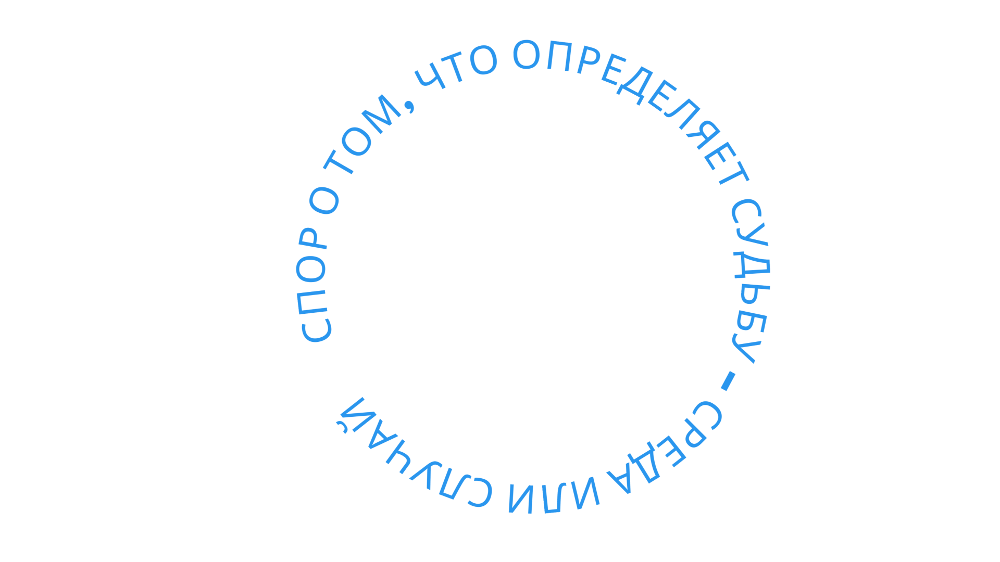 СПОР О ТОМ, ЧТО ОПРЕДЕЛЯЕТ СУДЬБУ - СРЕДА ИЛИ СЛУЧАЙ